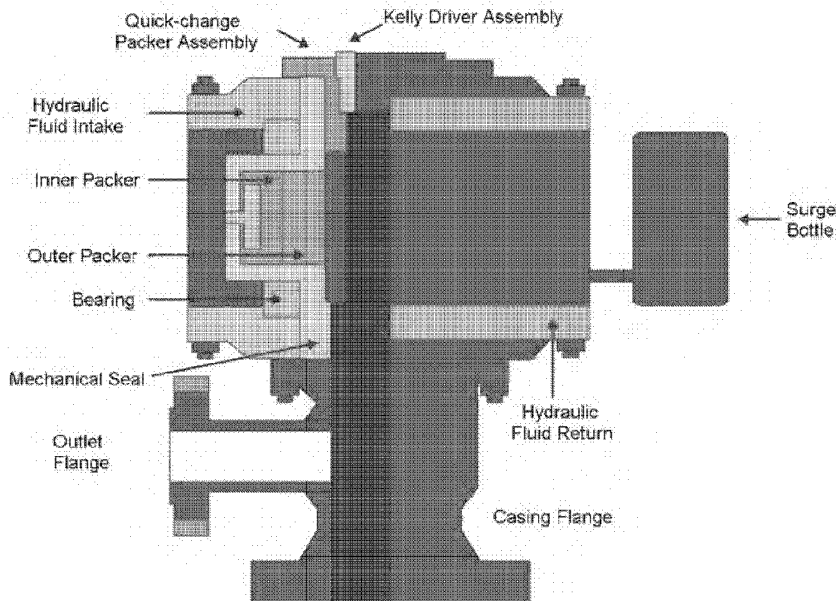 Quick-change
Packer Assembly
Kelly Driver Assembly
Hydraulic
Fluid Intake
Inner Packer
Outer Packer
Bearing
Mechanical Seal
Outlet
Flange
Surge
Bottle
Hydraulic
Fluid Return
Casing Flange